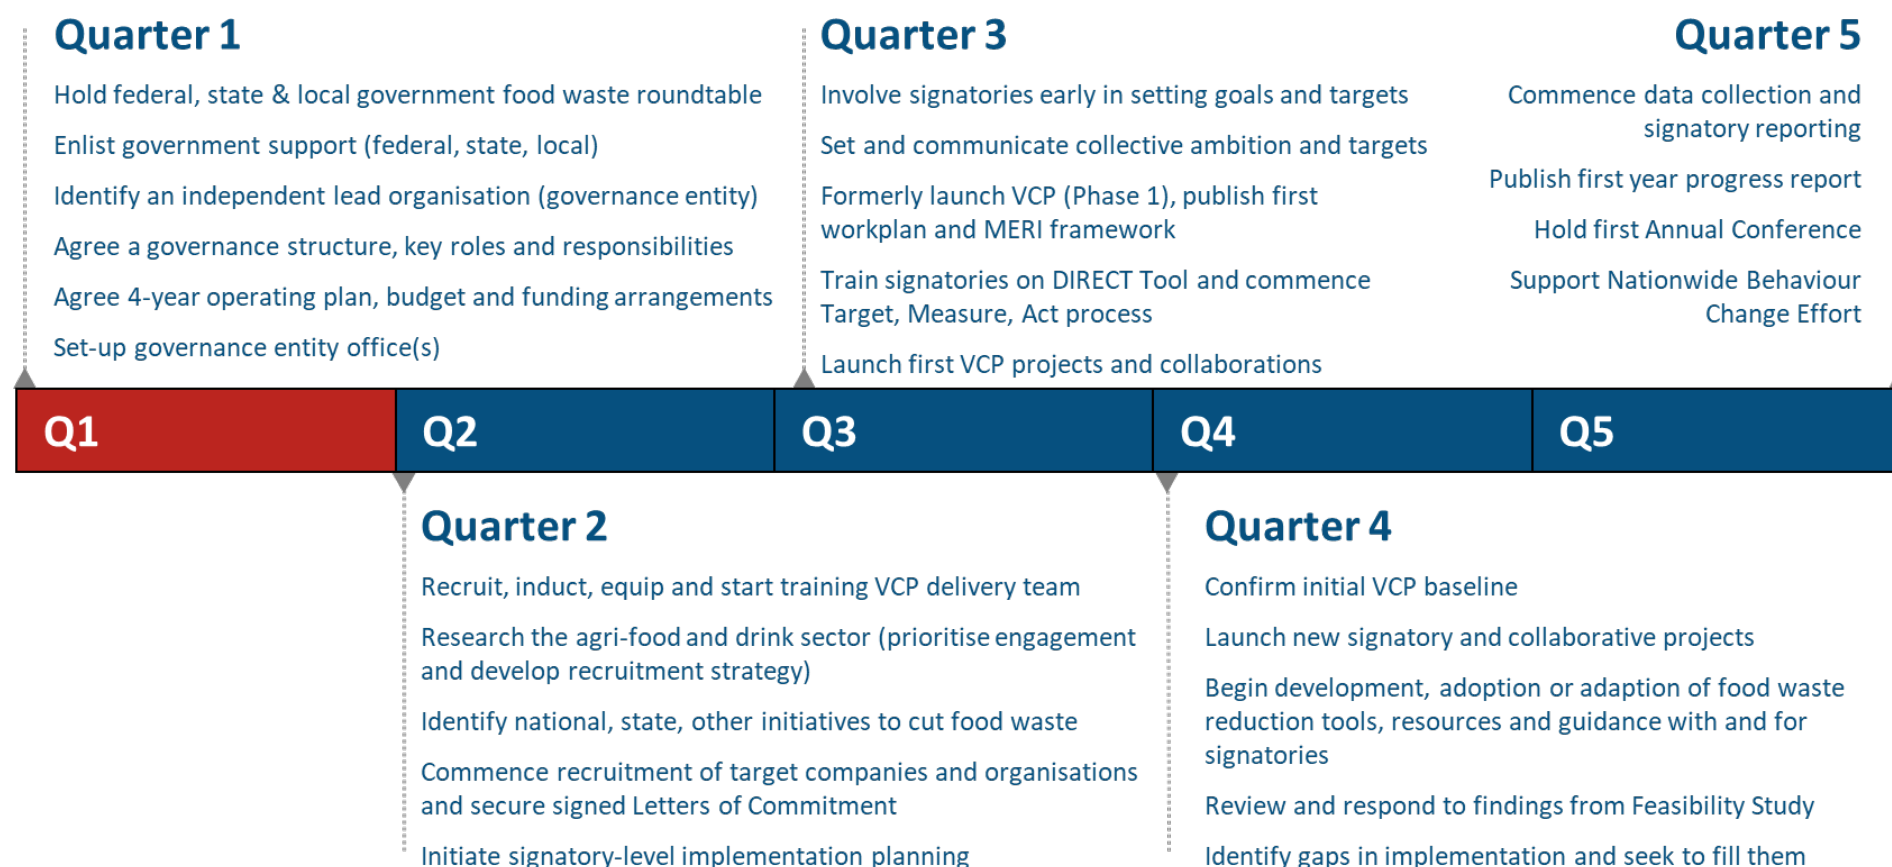 Quarter 1
Hold federal, state & local government food waste roundtable
Enlist government support (federal, state, local)
Identify an independent lead organisation (governance entity)
Agree a governance structure, key roles and responsibilities
Agree 4-year operating plan, budget and funding arrangements
Set-up governance entity office(s)
Quarter 3
Involve signatories early in setting goals and targets
Set and communicate collective ambition and targets
Formerly launch VCP (Phase 1), publish first
workplan and MERI framework
Train signatories on DIRECT Tool and commence
Target, Measure, Act process
Launch first VCP projects and collaborations
Quarter 5
Commence data collection and
signatory reporting
Publish first year progress report
Hold first Annual Conference
Support Nationwide Behaviour
Change Effort
Q1
Q2
Q3
Q4
Q5
Quarter 2
Recruit, induct, equip and start training VCP delivery team
Research the agri-food and drink sector (prioritise engagement
and develop recruitment strategy)
Identify national, state, other initiatives to cut food waste
Commence recruitment of target companies and organisations
and secure signed Letters of Commitment
Initiate signatory-level implementation planning
Quarter 4
Confirm initial VCP baseline
Launch new signatory and collaborative projects
Begin development, adoption or adaption of food waste
reduction tools, resources and guidance with and for
signatories
Review and respond to findings from Feasibility Study
Identify gaps in implementation and seek to fill them